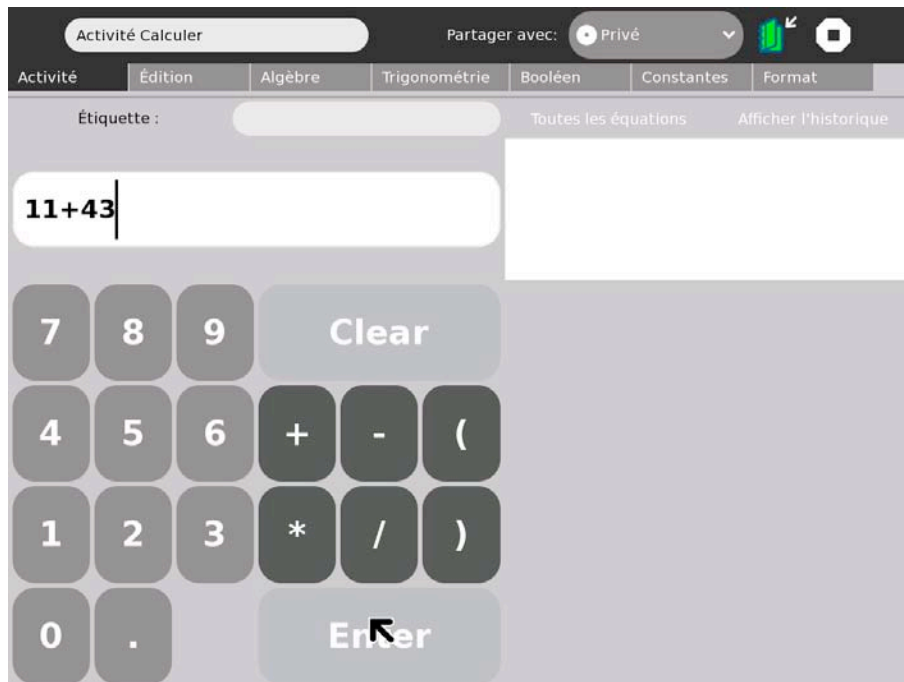 Activité Calculer Partager avec: Privé
Activité Édition Algèbre Trigonométrie Booléen Constantes Format
Étiquette : Toutes les équations Afficher l'historique
11+43
7 8 9 Clear
4 5 6 + - (
1 2 3 * / )
0 . Enter